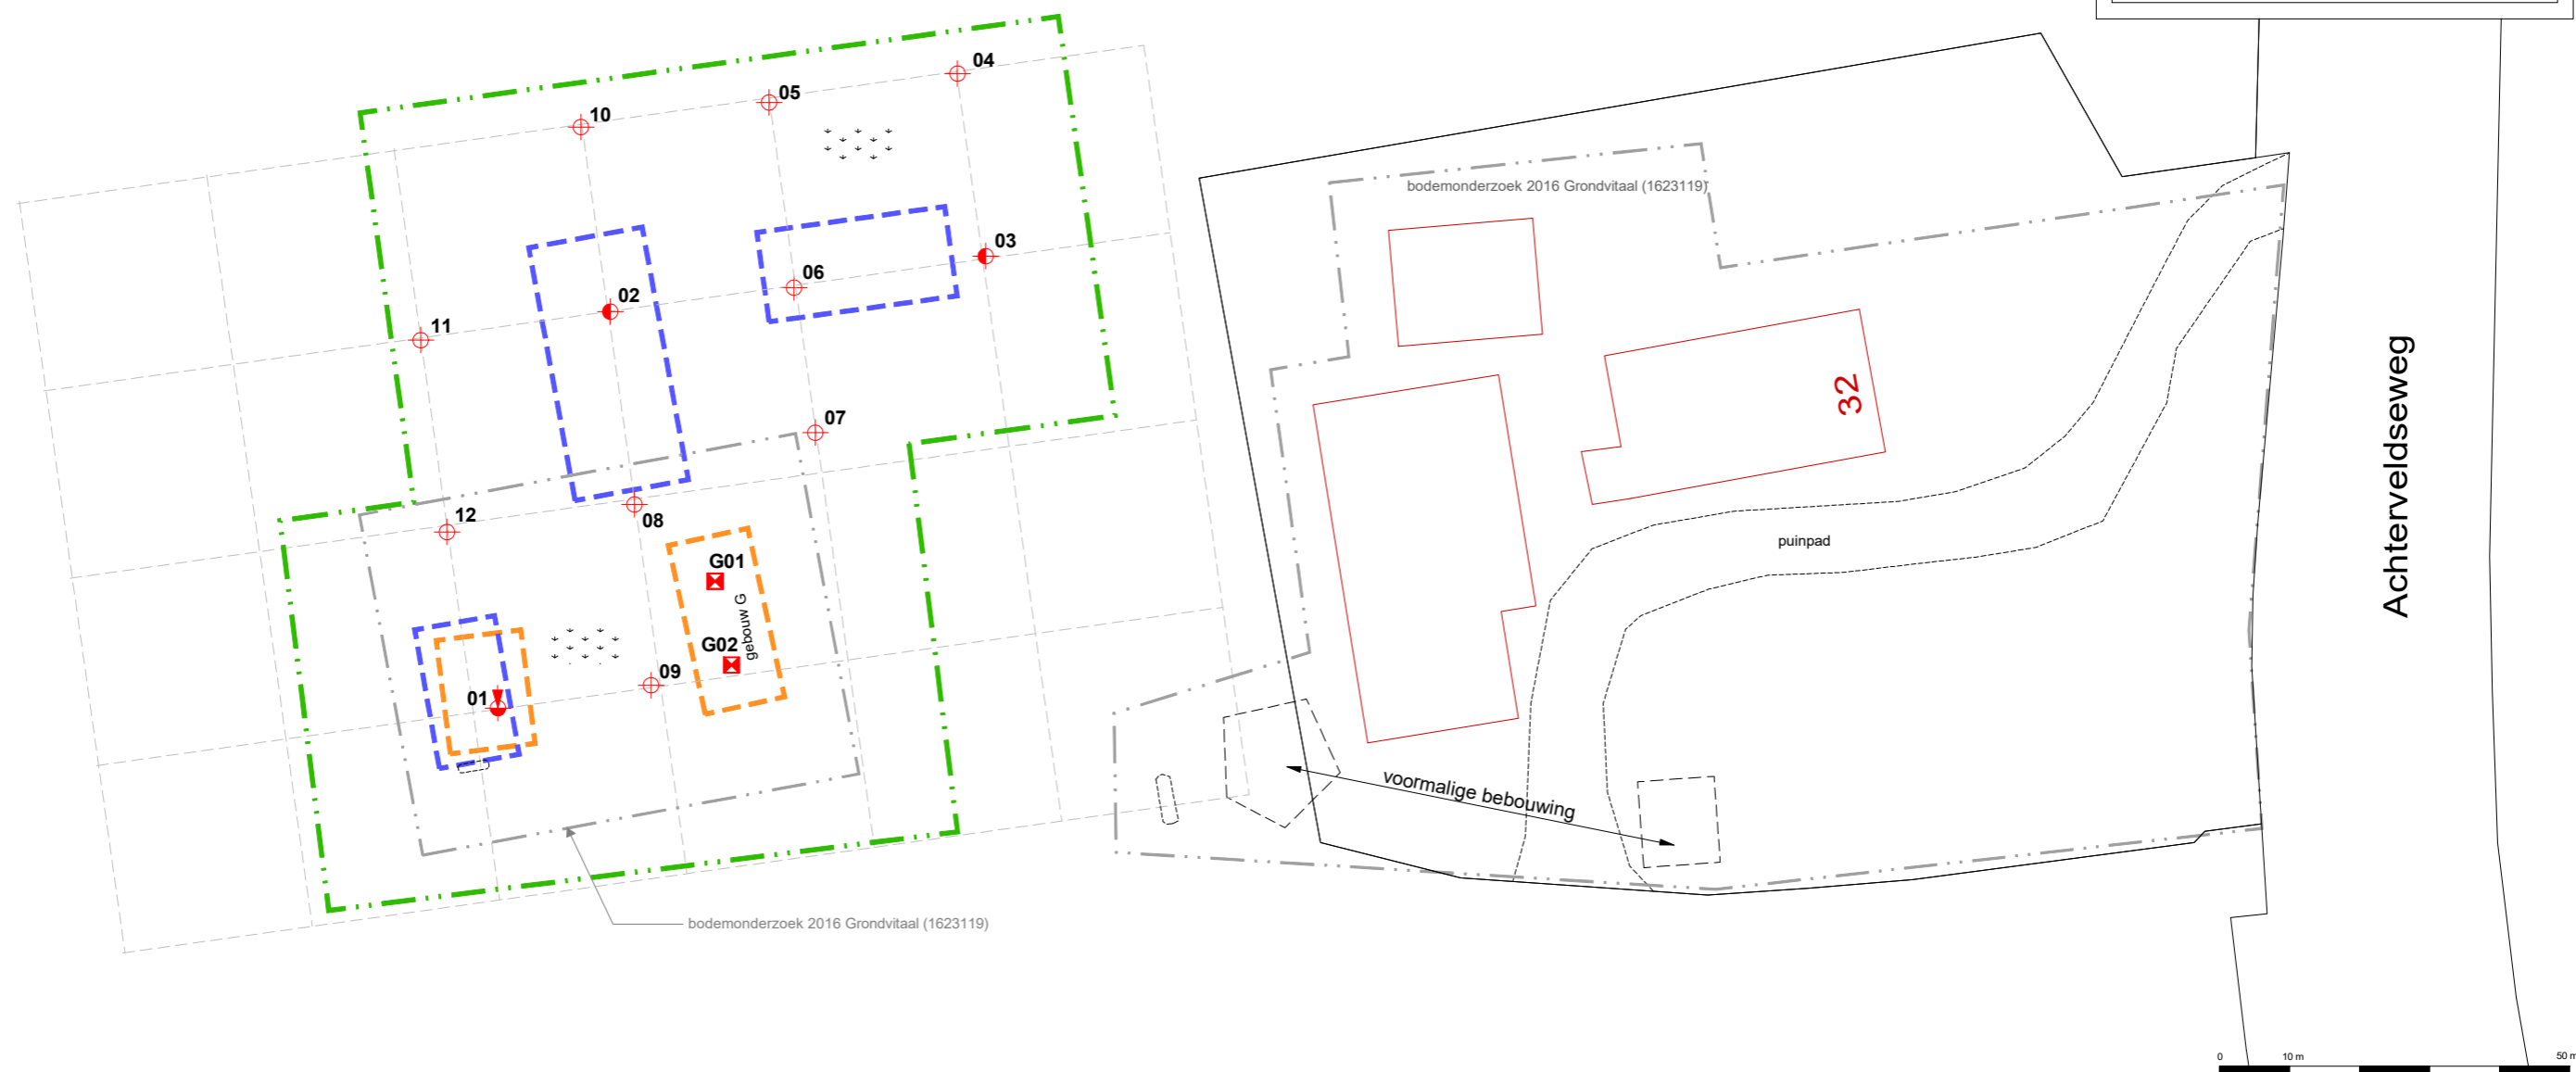 04
05
10
bodemonderzoek 2016 Grondvitaal (1623119)
03
06
02
11
32
Achterveldseweg
07
12
08
puinpad
G01
gebouw G
G02
09
01
voormalige bebouwing
bodemonderzoek 2016 Grondvitaal (1623119)
0 10 m 50 m